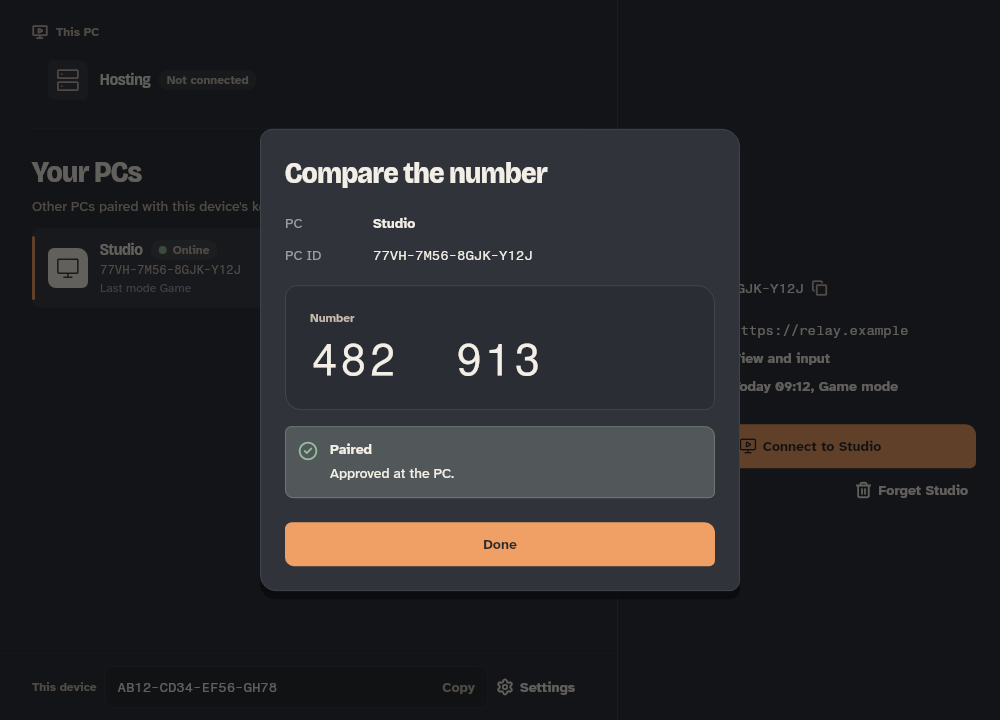 This PC
Hosting Not connected
Your PCs
Other PCs paired with this device's
Studio Online
77VH-7M56-8GJK-Y12J
Last mode Game
Compare the number
PC Studio
PC ID 77VH-7M56-8GJK-Y12J
Number
482 913
Paired
Approved at the PC.
Done
GJK-Y12J
ttps://relay.example
iew and input
oday 09:12, Game mode
Connect to Studio
Forget Studio
This device AB12-CD34-EF56-GH78 Copy Settings